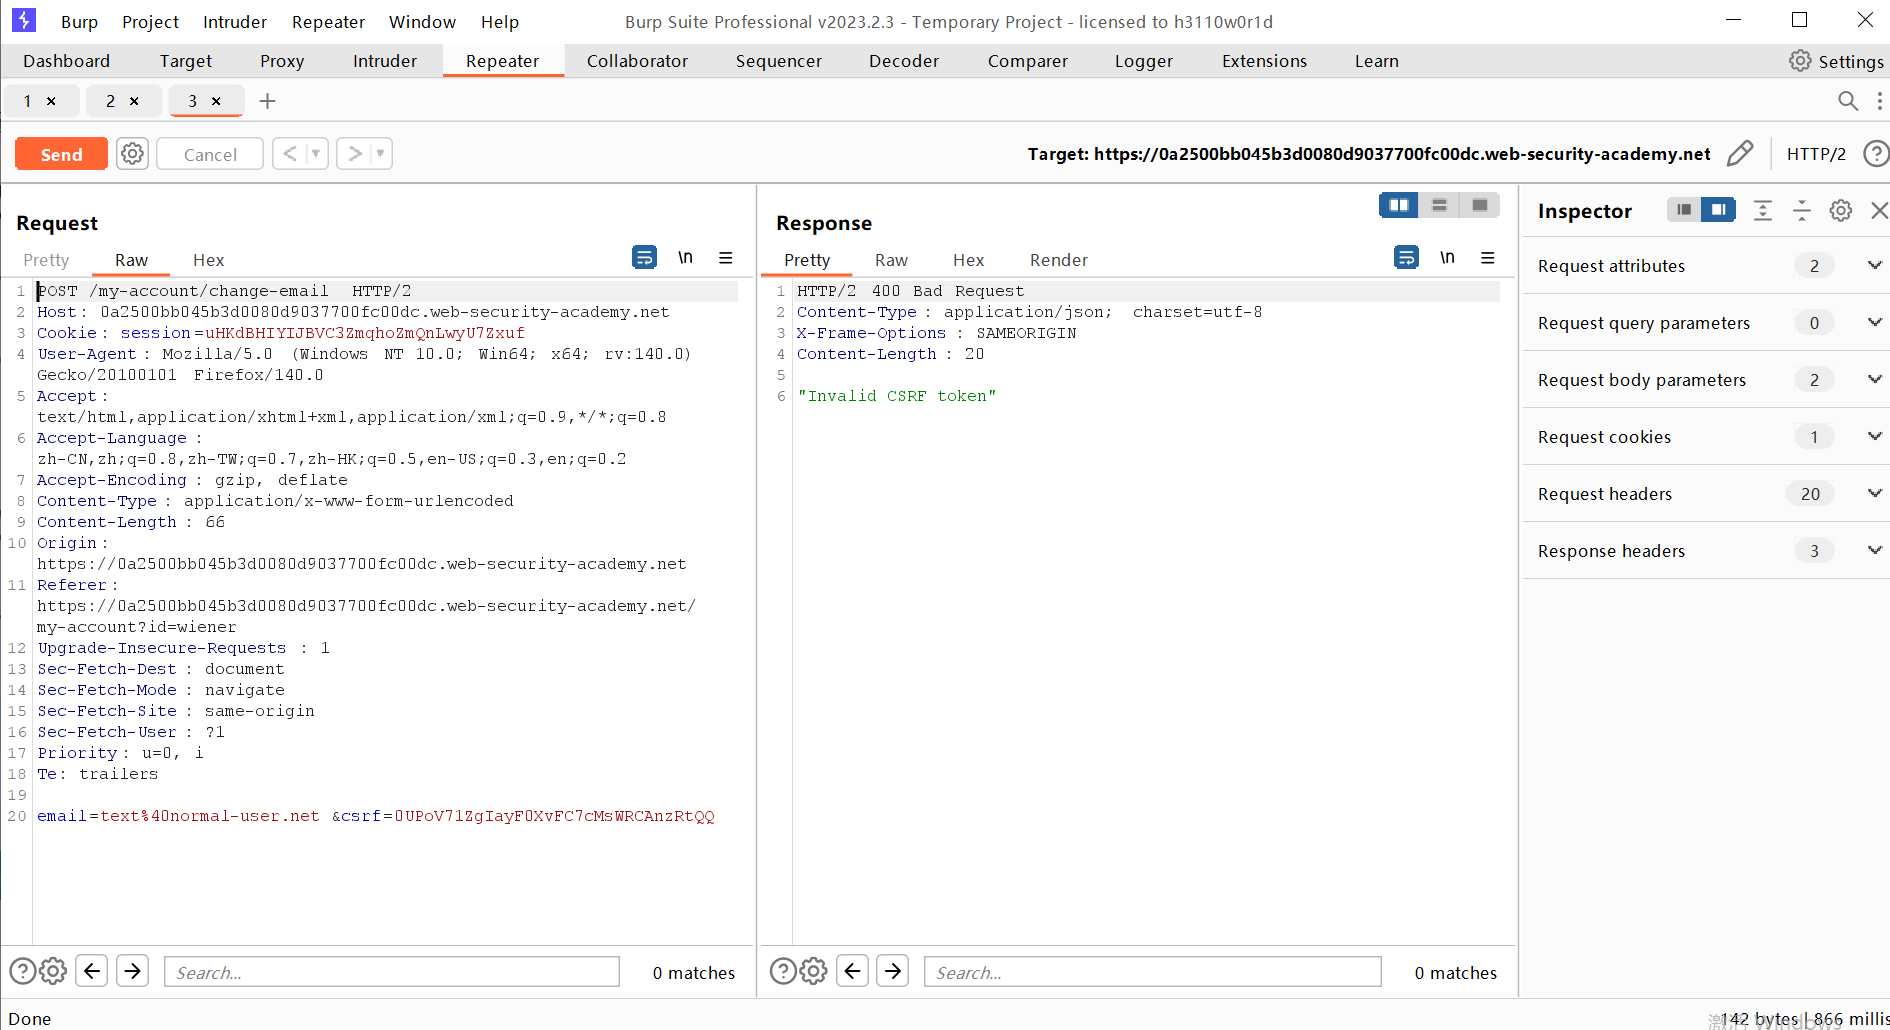 Burp Project Intruder Repeater Window Help Burp Suite Professional v2023.2.3 - Temporary Project - licensed to h3110w0r1d
Dashboard Target Proxy Intruder Repeater Collaborator Sequencer Decoder Comparer Logger Extensions Learn Settings
1 × 2 × 3 × +
Send Cancel < > Target: https://0a2500bb045b3d0080d9037700fc00dc.web-security-academy.net HTTP/2 ?
Request
Pretty Raw Hex \n
1 POST /my-account/change-email HTTP/2
2 Host: 0a2500bb045b3d0080d9037700fc00dc.web-security-academy.net
3 Cookie: session=uHKdBHIYIJBVC3ZmqhoZmQnLwyU7Zxuf
4 User-Agent: Mozilla/5.0 (Windows NT 10.0; Win64; x64; rv:140.0)
Gecko/20100101 Firefox/140.0
5 Accept:
text/html,application/xhtml+xml,application/xml;q=0.9,*/*;q=0.8
6 Accept-Language:
zh-CN,zh;q=0.8,zh-TW;q=0.7,zh-HK;q=0.5,en-US;q=0.3,en;q=0.2
7 Accept-Encoding: gzip, deflate
8 Content-Type: application/x-www-form-urlencoded
9 Content-Length: 66
10 Origin:
https://0a2500bb045b3d0080d9037700fc00dc.web-security-academy.net
11 Referer:
https://0a2500bb045b3d0080d9037700fc00dc.web-security-academy.net/
my-account?id=wiener
12 Upgrade-Insecure-Requests: 1
13 Sec-Fetch-Dest: document
14 Sec-Fetch-Mode: navigate
15 Sec-Fetch-Site: same-origin
16 Sec-Fetch-User: ?1
17 Priority: u=0, i
18 Te: trailers
19
20 email=text%40normal-user.net&csrf=0UPoV71ZgIayF0XvFC7cMsWRCAnzRtQQ
? Search... 0 matches
Response
Pretty Raw Hex Render \n
1 HTTP/2 400 Bad Request
2 Content-Type: application/json; charset=utf-8
3 X-Frame-Options: SAMEORIGIN
4 Content-Length: 20
5
6 "Invalid CSRF token"
? Search... 0 matches
Inspector
Request attributes 2
Request query parameters 0
Request body parameters 2
Request cookies 1
Request headers 20
Response headers 3
Done 142 bytes | 866 millis
激活 Windows